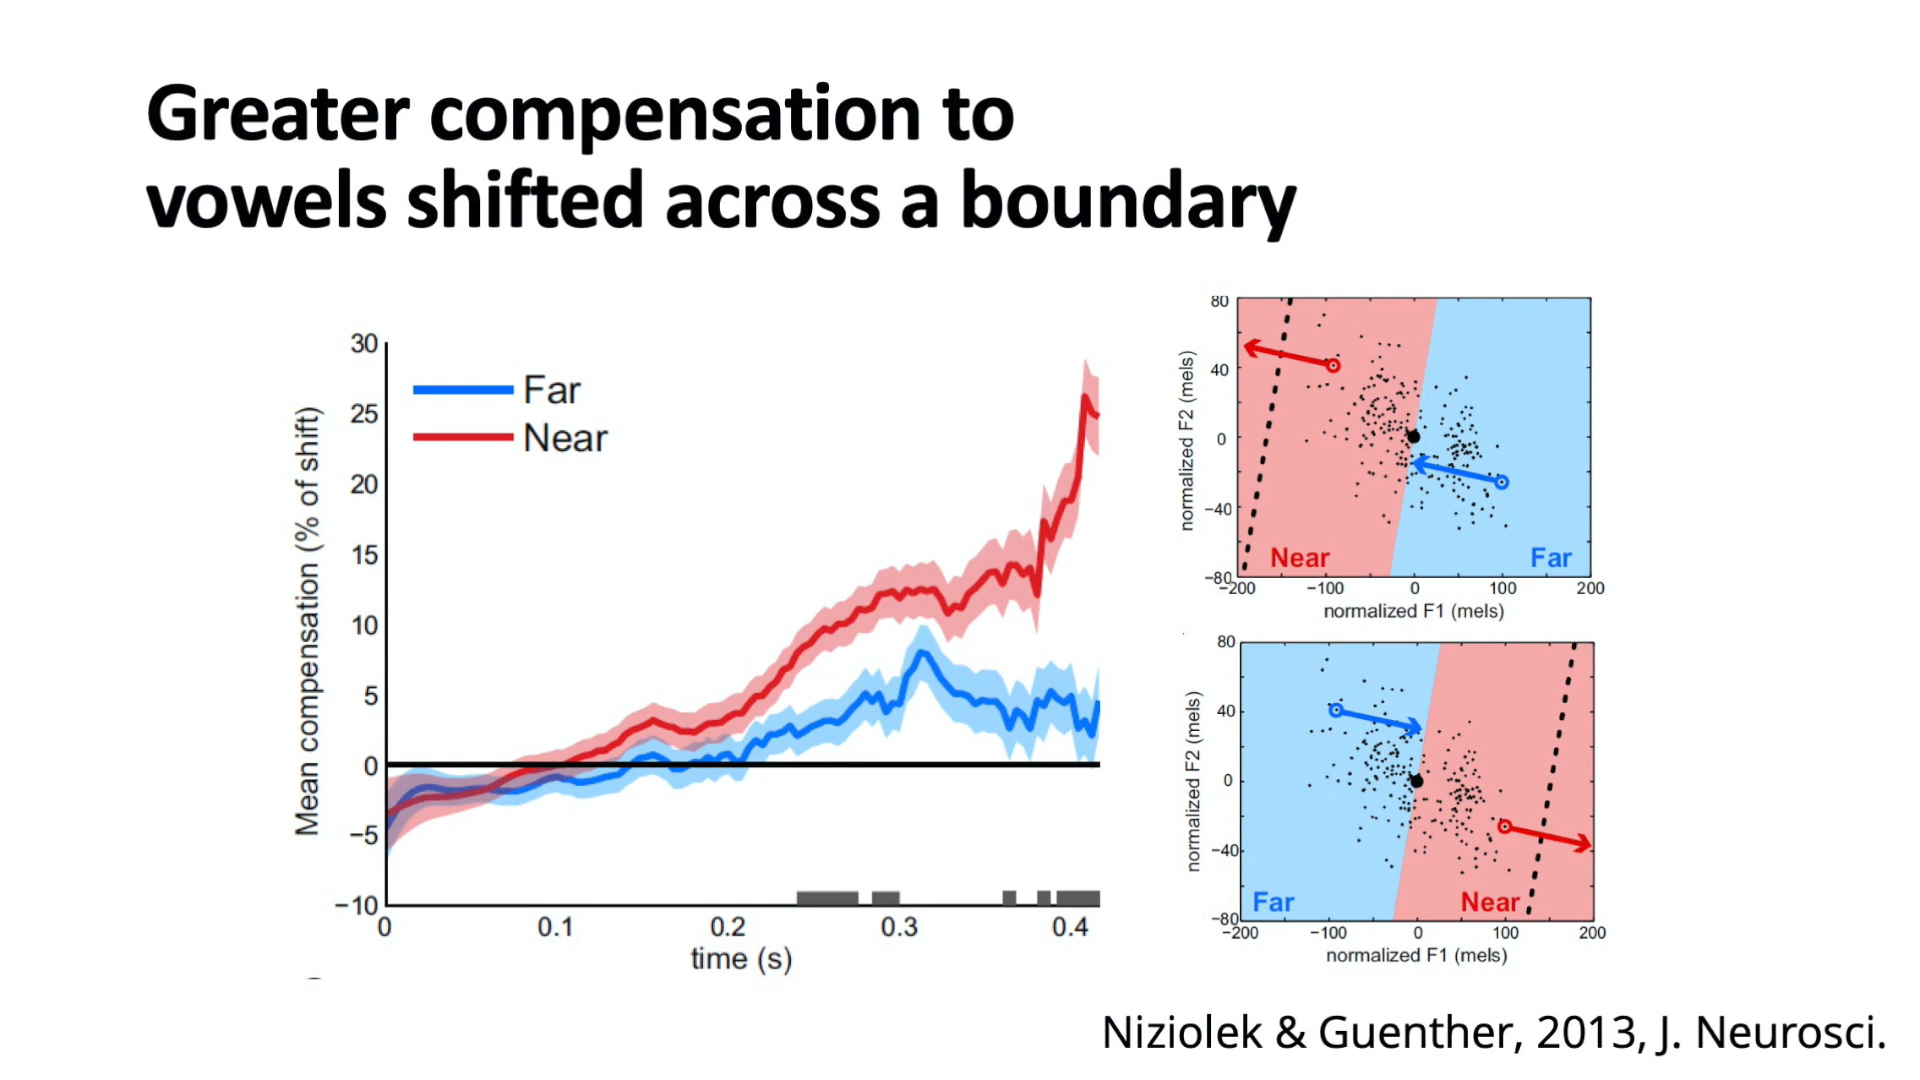 Greater compensation to
vowels shifted across a boundary
Mean compensation (% of shift)
30
25
20
15
10
5
0
−5
−10
Far
Near
0
0.1
0.2
0.3
0.4
time (s)
normalized F2 (mels)
80
40
0
−40
−80
Near
Far
−200
−100
0
100
200
normalized F1 (mels)
normalized F2 (mels)
80
40
0
−40
−80
Far
Near
−200
−100
0
100
200
normalized F1 (mels)
Niziolek & Guenther, 2013, J. Neurosci.